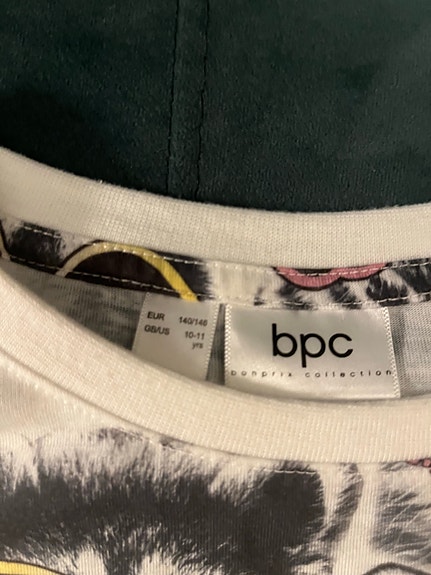 EUR 140/146
GB/US 10-11
yrs
bpc
bonprix collection